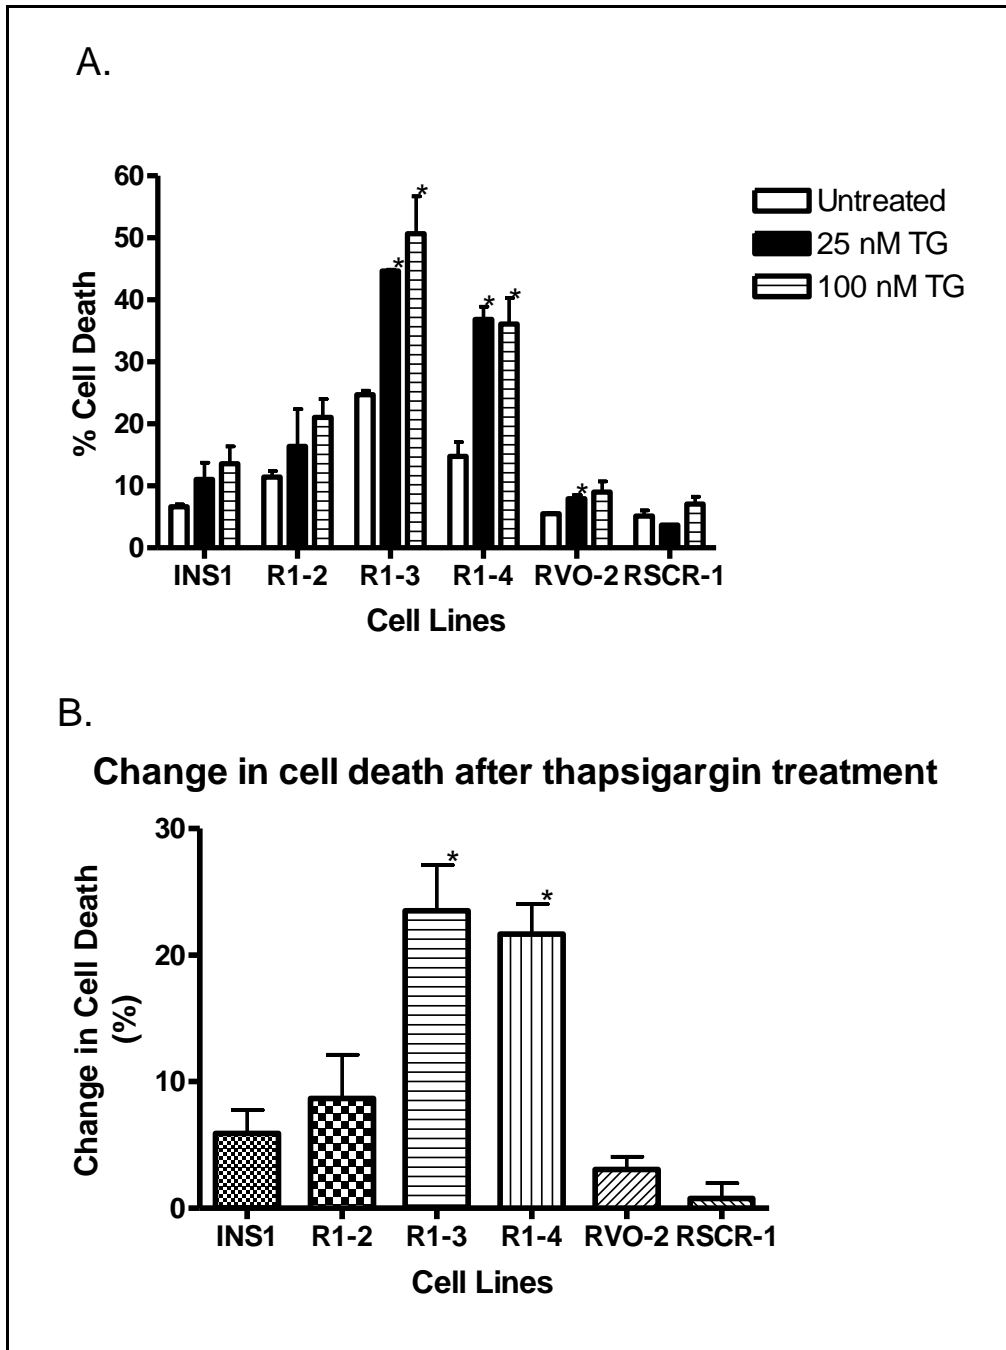 A.
60
50
40
30
20
10
0
% Cell Death
* * * * *
Untreated
25 nM TG
100 nM TG
INS1 R1-2 R1-3 R1-4 RVO-2 RSCR-1
Cell Lines
B.
Change in cell death after thapsigargin treatment
30
20
10
0
Change in Cell Death
(%)
* *
INS1 R1-2 R1-3 R1-4 RVO-2 RSCR-1
Cell Lines